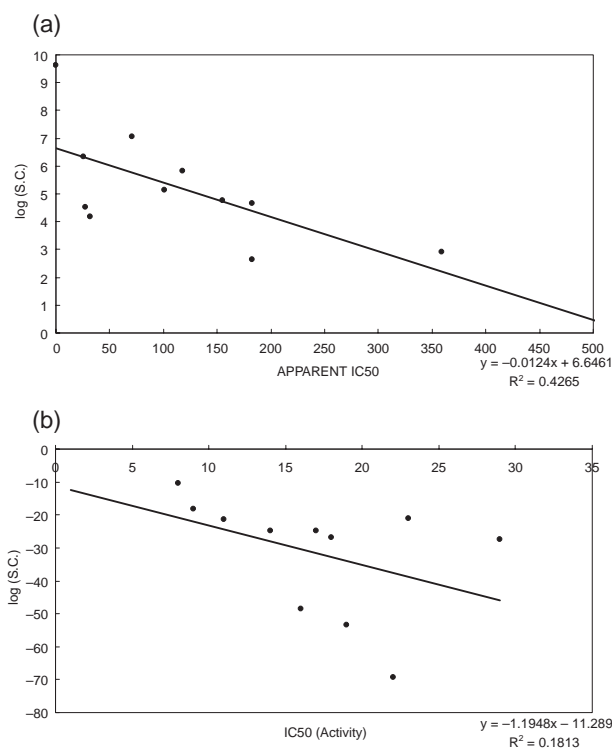 (a)
10
9
8
7
6
5
4
3
2
1
0
log (S.C.)
0 50 100 150 200 250 300 350 400 450 500
APPARENT IC50
y = –0.0124x + 6.6461
R² = 0.4265
(b)
0
–10
–20
–30
–40
–50
–60
–70
–80
log (S.C.)
0 5 10 15 20 25 30 35
IC50 (Activity)
y = –1.1948x – 11.289
R² = 0.1813